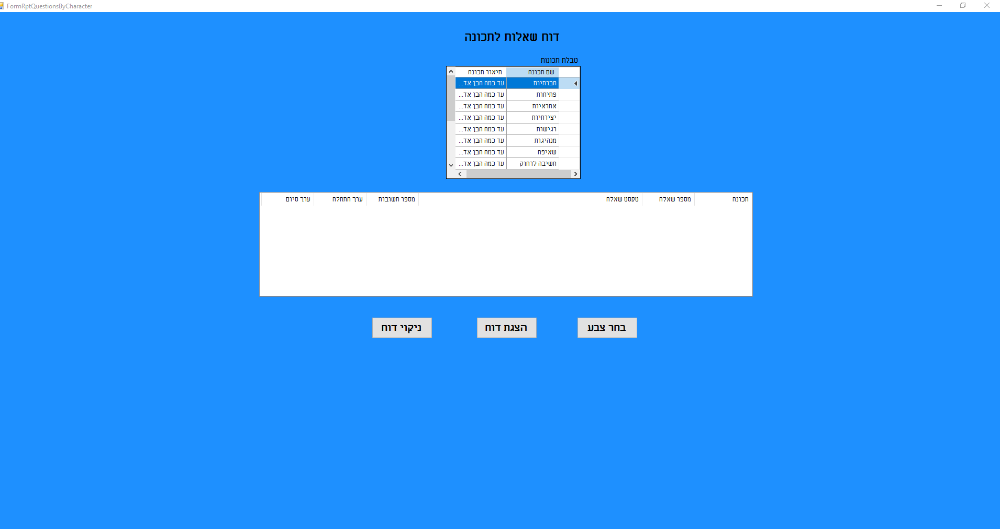 FormRptQuestionsByCharacter
דוח שאלות לתכונה
טבלת תכונות
שם תכונה תיאור תכונה
חברתיות עד כמה הבן אד...
פתיחות עד כמה הבן אד...
אחראיות עד כמה הבן אד...
יצירתיות עד כמה הבן אד...
רגישות עד כמה הבן אד...
מנהיגות עד כמה הבן אד...
שאיפה עד כמה הבן אד...
חשיבה לרחוק עד כמה הבן אד...
תכונה מספר שאלה טקסט שאלה מספר תשובות ערך התחלה ערך סיום
בחר צבע הצגת דוח ניקוי דוח